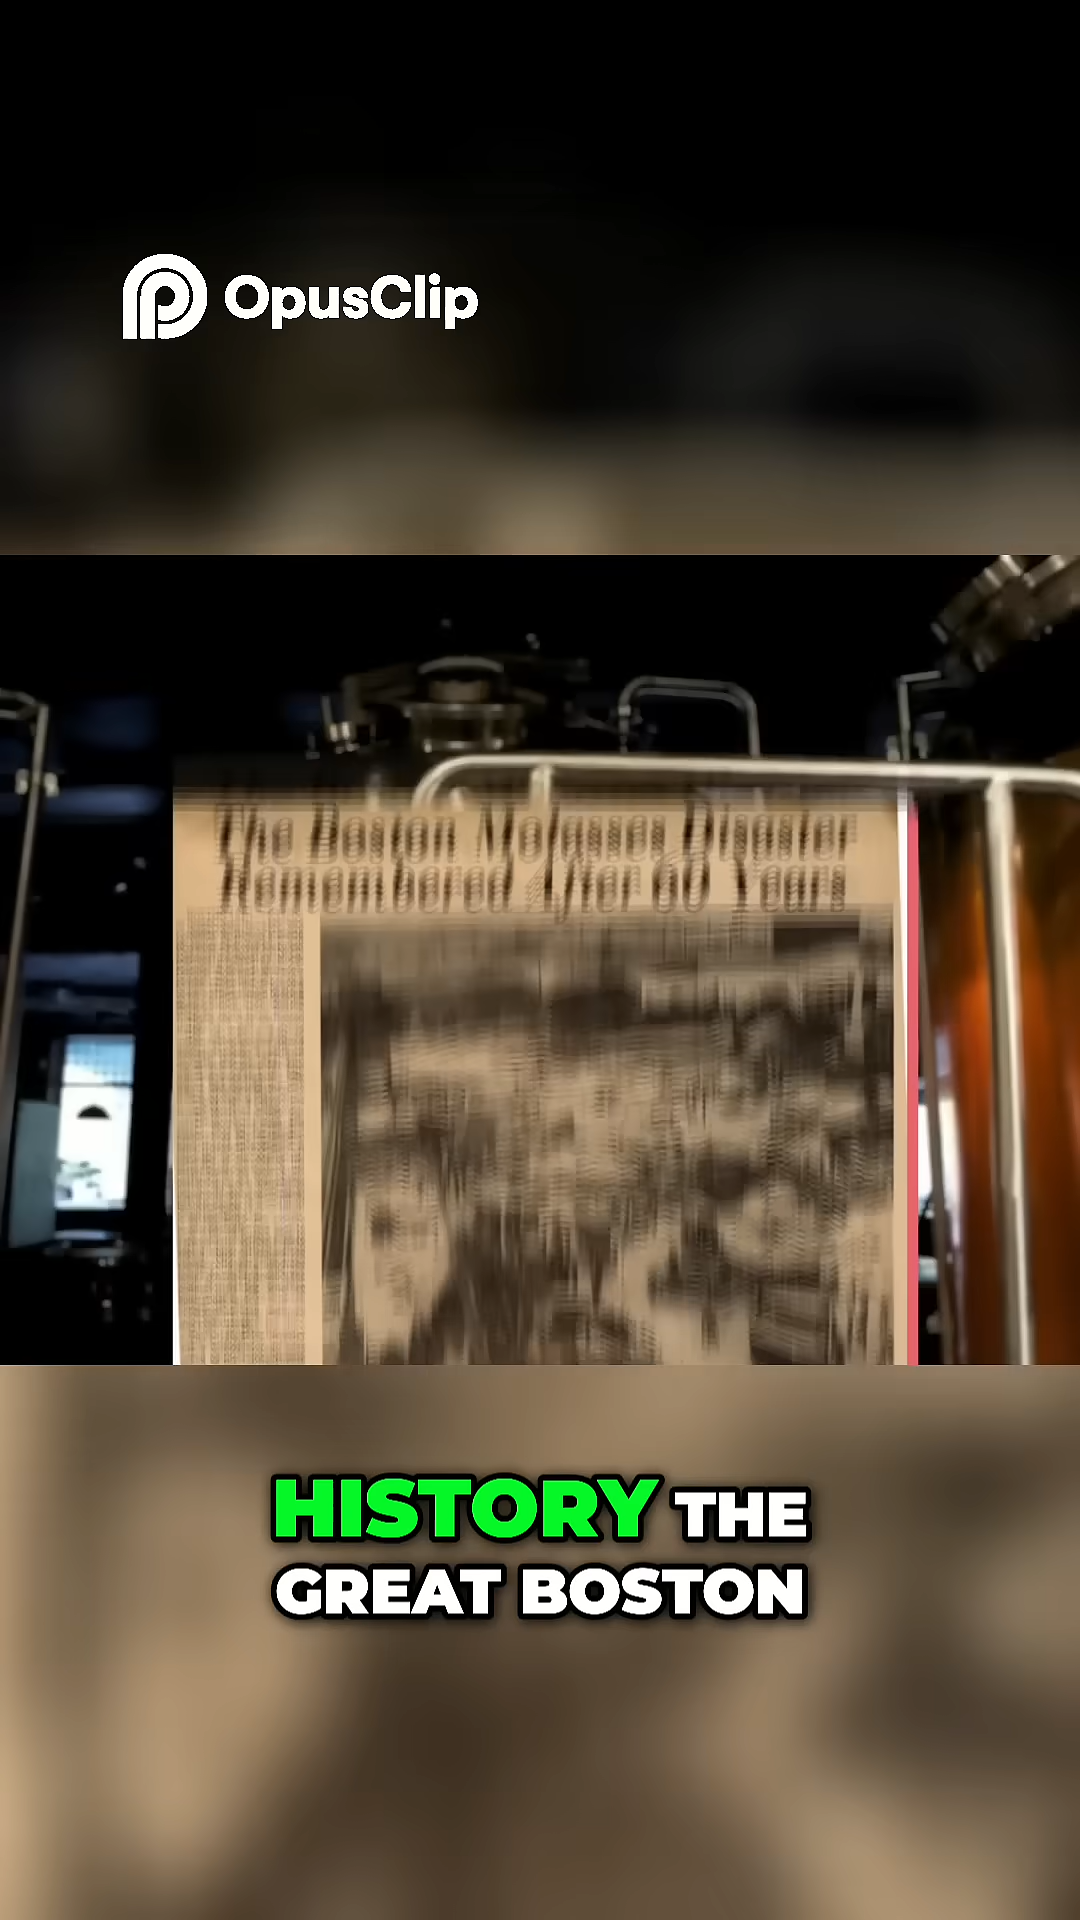 OpusClip
The Boston Molasses Disaster
Remembered After 60 Years
HISTORY THE
GREAT BOSTON